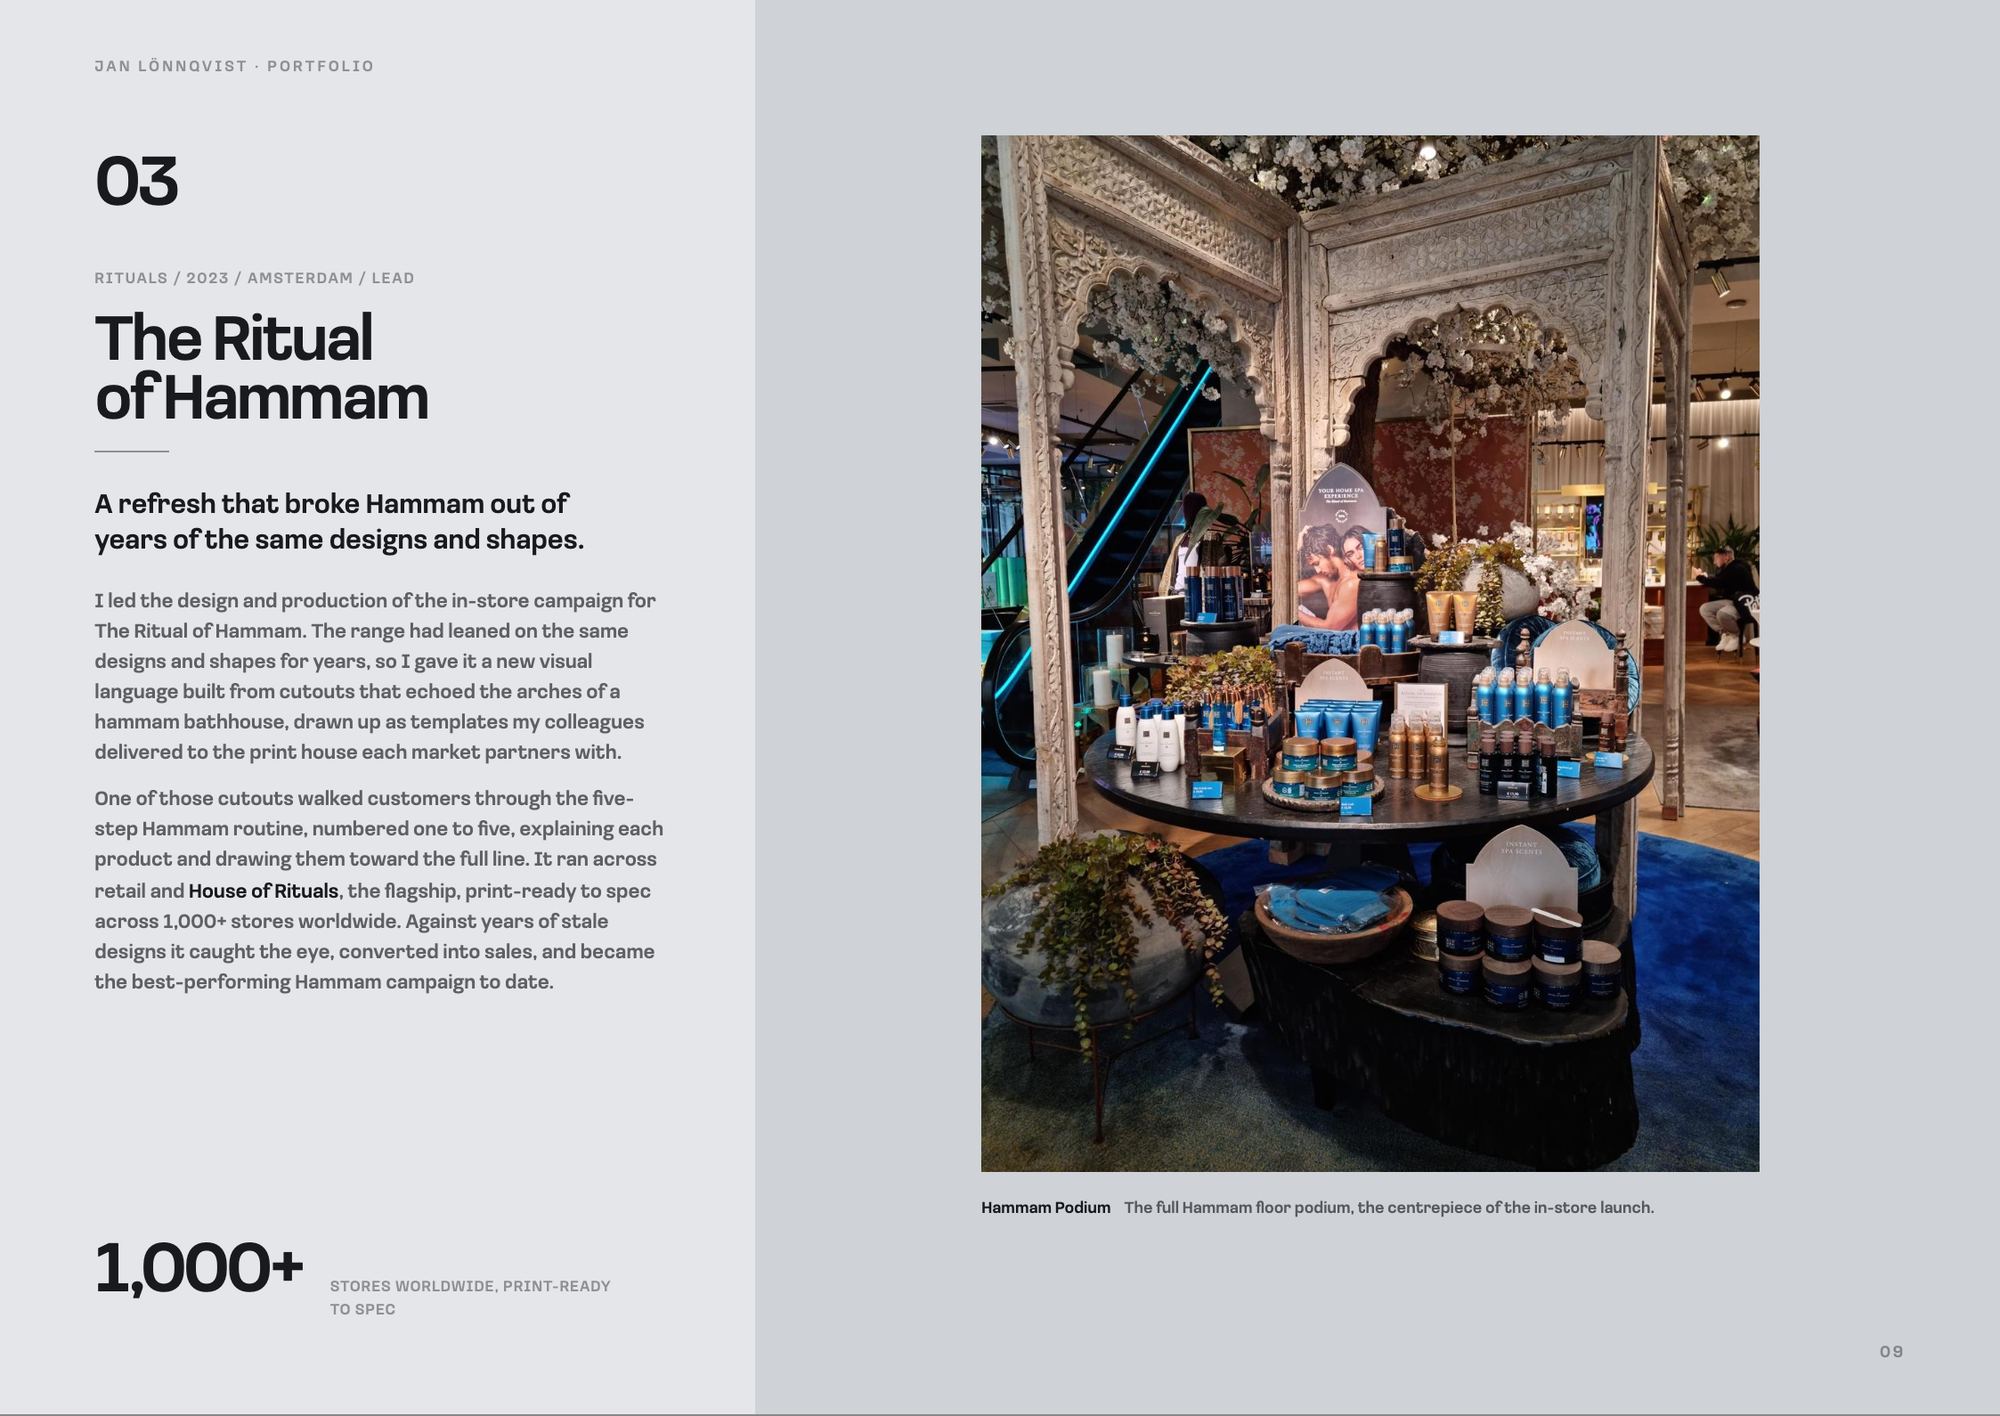 JAN LÖNNQVIST · PORTFOLIO
03
RITUALS / 2023 / AMSTERDAM / LEAD
The Ritual
of Hammam
A refresh that broke Hammam out of
years of the same designs and shapes.
I led the design and production of the in-store campaign for
The Ritual of Hammam. The range had leaned on the same
designs and shapes for years, so I gave it a new visual
language built from cutouts that echoed the arches of a
hammam bathhouse, drawn up as templates my colleagues
delivered to the print house each market partners with.
One of those cutouts walked customers through the five-
step Hammam routine, numbered one to five, explaining each
product and drawing them toward the full line. It ran across
retail and House of Rituals, the flagship, print-ready to spec
across 1,000+ stores worldwide. Against years of stale
designs it caught the eye, converted into sales, and became
the best-performing Hammam campaign to date.
1,000+
STORES WORLDWIDE, PRINT-READY
TO SPEC
YOUR HOME SPA
EXPERIENCE
The Ritual of Hammam
INSTANT
SPA SCENTS
INSTANT
SPA SCENTS
INSTANT
SPA SCENTS
Hammam Podium The full Hammam floor podium, the centrepiece of the in-store launch.
09